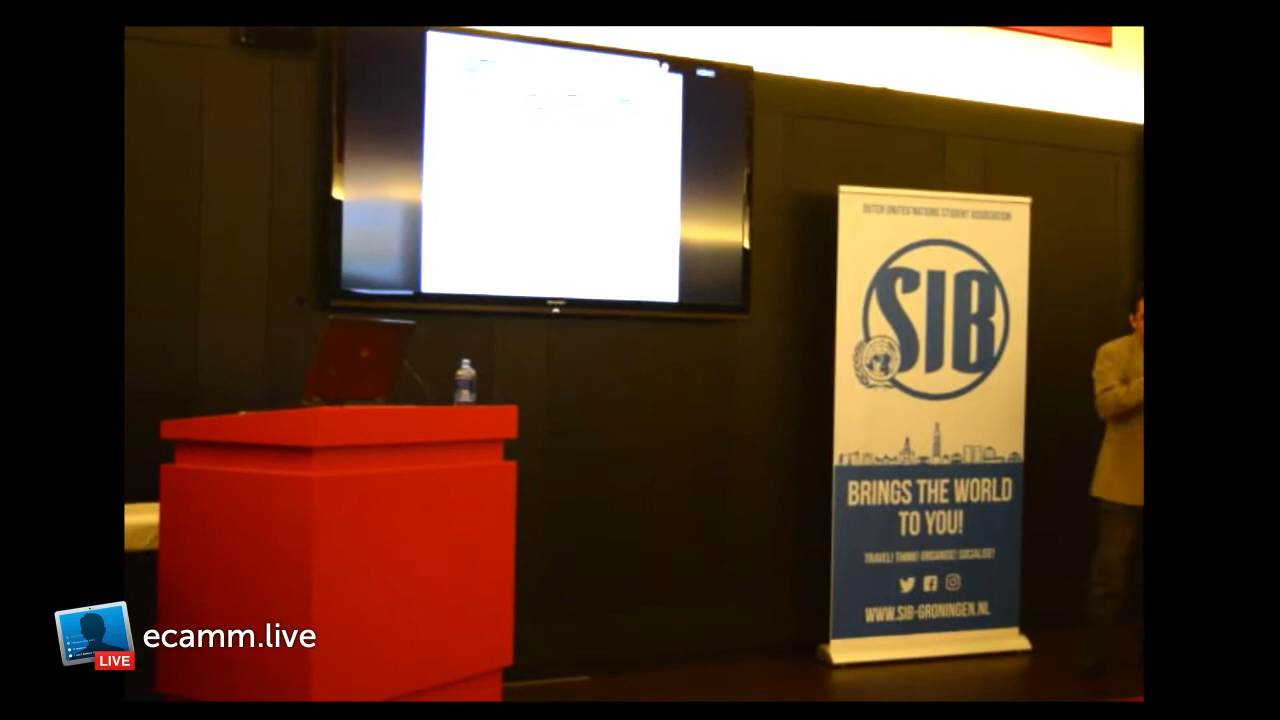 DUTCH UNITED NATIONS STUDENT ASSOCIATION
SIB
BRINGS THE WORLD
TO YOU!
TRAVEL! THINK! ORGANISE! SOCIALISE!
WWW.SIB-GRONINGEN.NL
ecamm.live
LIVE